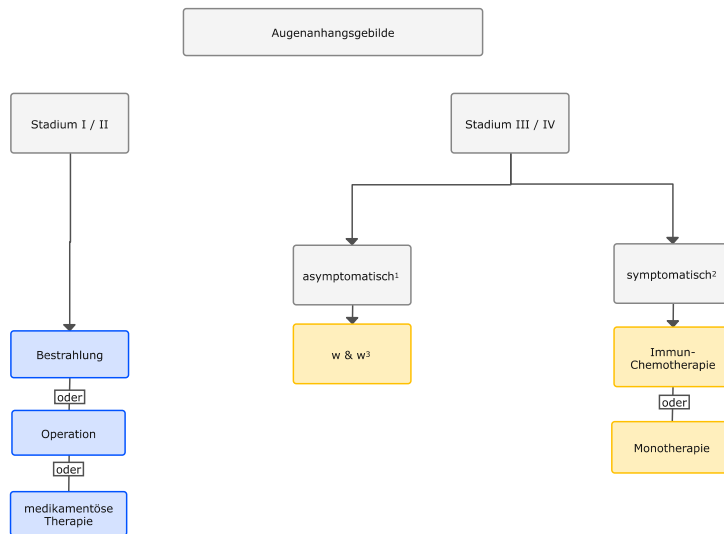 Augenanhangsgebilde
Stadium I / II
Stadium III / IV
asymptomatisch¹
symptomatisch²
Bestrahlung
w & w³
Immun-
Chemotherapie
oder
oder
Operation
Monotherapie
oder
medikamentöse
Therapie